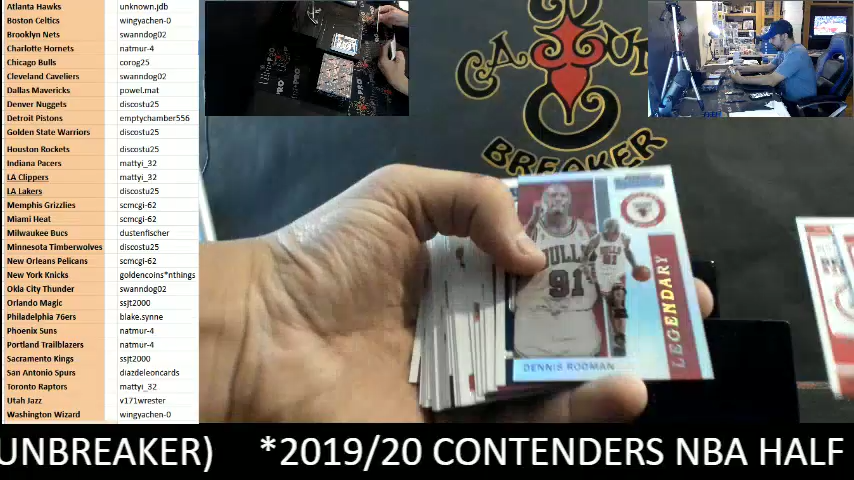 Atlanta Hawks unknown.jdb
Boston Celtics wingyachen-0
Brooklyn Nets swanndog02
Charlotte Hornets natmur-4
Chicago Bulls corog25
Cleveland Cavaliers swanndog02
Dallas Mavericks powel.mat
Denver Nuggets discostu25
Detroit Pistons emptychamber556
Golden State Warriors discostu25
Houston Rockets discostu25
Indiana Pacers mattyi_32
LA Clippers mattyi_32
LA Lakers discostu25
Memphis Grizzlies scmcgi-62
Miami Heat scmcgi-62
Milwaukee Bucs dustenfischer
Minnesota Timberwolves discostu25
New Orleans Pelicans scmcgi-62
New York Knicks goldencoins*nthings
Okla City Thunder swanndog02
Orlando Magic ssjt2000
Philadelphia 76ers blake.synne
Phoenix Suns natmur-4
Portland Trailblazers natmur-4
Sacramento Kings ssjt2000
San Antonio Spurs diazdeleoncards
Toronto Raptors mattyi_32
Utah Jazz v171wrester
Washington Wizard wingyachen-0
BREAKER
BULLS
91
LEGENDARY
DENNIS RODMAN
UNBREAKER) *2019/20 CONTENDERS NBA HALF